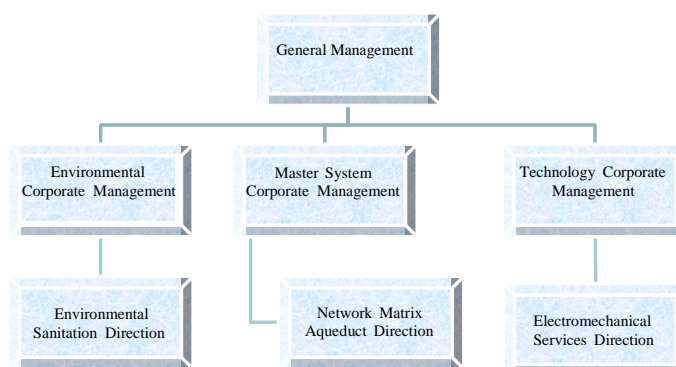 General Management
Environmental
Corporate Management
Master System
Corporate Management
Technology Corporate
Management
Environmental
Sanitation Direction
Network Matrix
Aqueduct Direction
Electromechanical
Services Direction